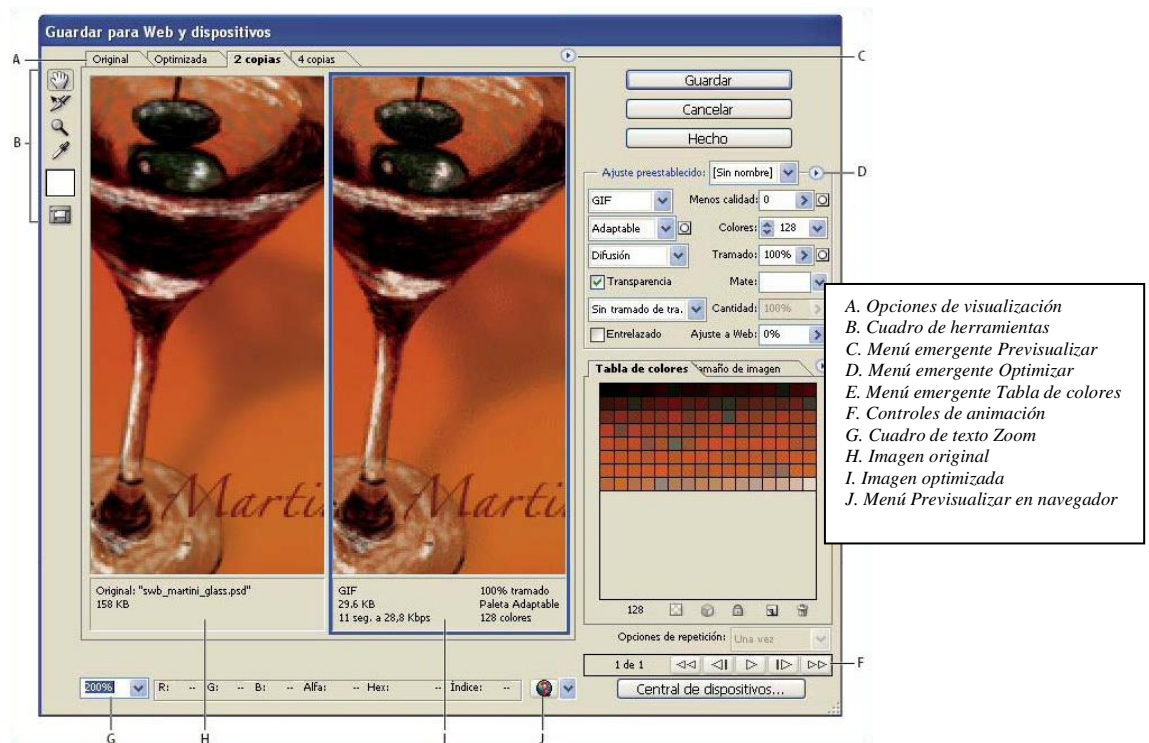 Guardar para Web y dispositivos
A
Original Optimizada 2 copias 4 copias
C
B
Guardar
Cancelar
Hecho
Ajuste preestablecido: [Sin nombre]
D
GIF Menos calidad: 0
Adaptable Colores: 128
Difusión Tramado: 100%
Transparencia Mate:
Sin tramado de tra. Cantidad: 100%
Entrelazado Ajuste a Web: 0%
Tabla de colores amaño de imagen
A. Opciones de visualización
B. Cuadro de herramientas
C. Menú emergente Previsualizar
D. Menú emergente Optimizar
E. Menú emergente Tabla de colores
F. Controles de animación
G. Cuadro de texto Zoom
H. Imagen original
I. Imagen optimizada
J. Menú Previsualizar en navegador
Martin Martin
Original: "swb_martini_glass.psd"
158 KB
GIF 100% tramado
29,6 KB Paleta Adaptable
11 seg. a 28,8 Kbps 128 colores
128
Opciones de repetición: Una vez
1 de 1
F
200% R: -- G: -- B: -- Alfa: -- Hex: -- Índice: --
Central de dispositivos...
G H I J